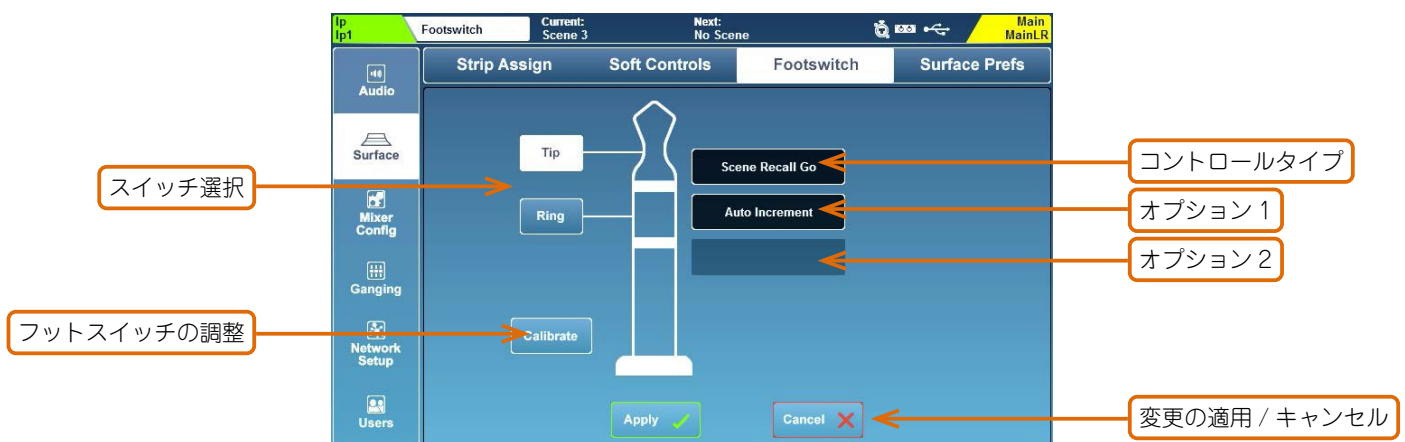 Ip
Ip1
Footswitch
Current:
Scene 3
Next:
No Scene
Main
MainLR
Audio
Surface
Mixer
Config
Ganging
Network
Setup
Users
Strip Assign
Soft Controls
Footswitch
Surface Prefs
Tip
Ring
Calibrate
Scene Recall Go
Auto Increment
Apply
Cancel
スイッチ選択
フットスイッチの調整
コントロールタイプ
オプション 1
オプション 2
変更の適用 / キャンセル